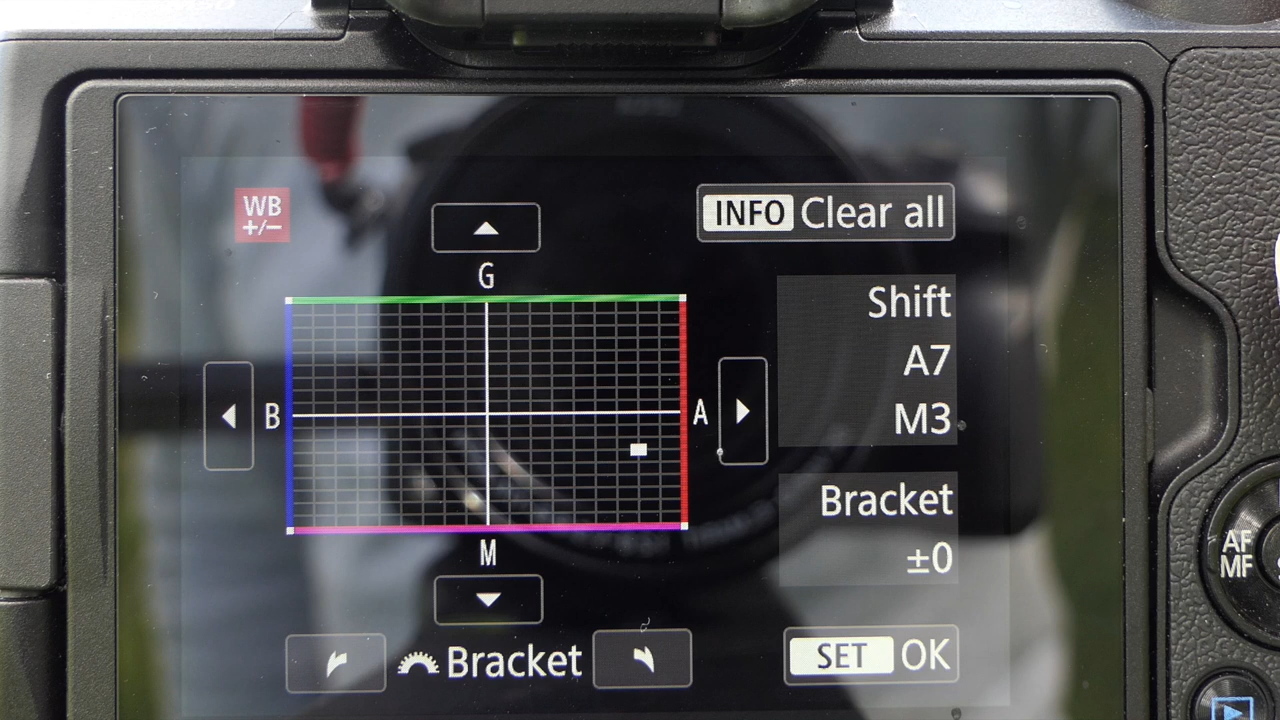 WB
+/−
INFO Clear all
G
Shift
A7
B
A
M3
Bracket
±0
M
Bracket
SET OK
AF
MF